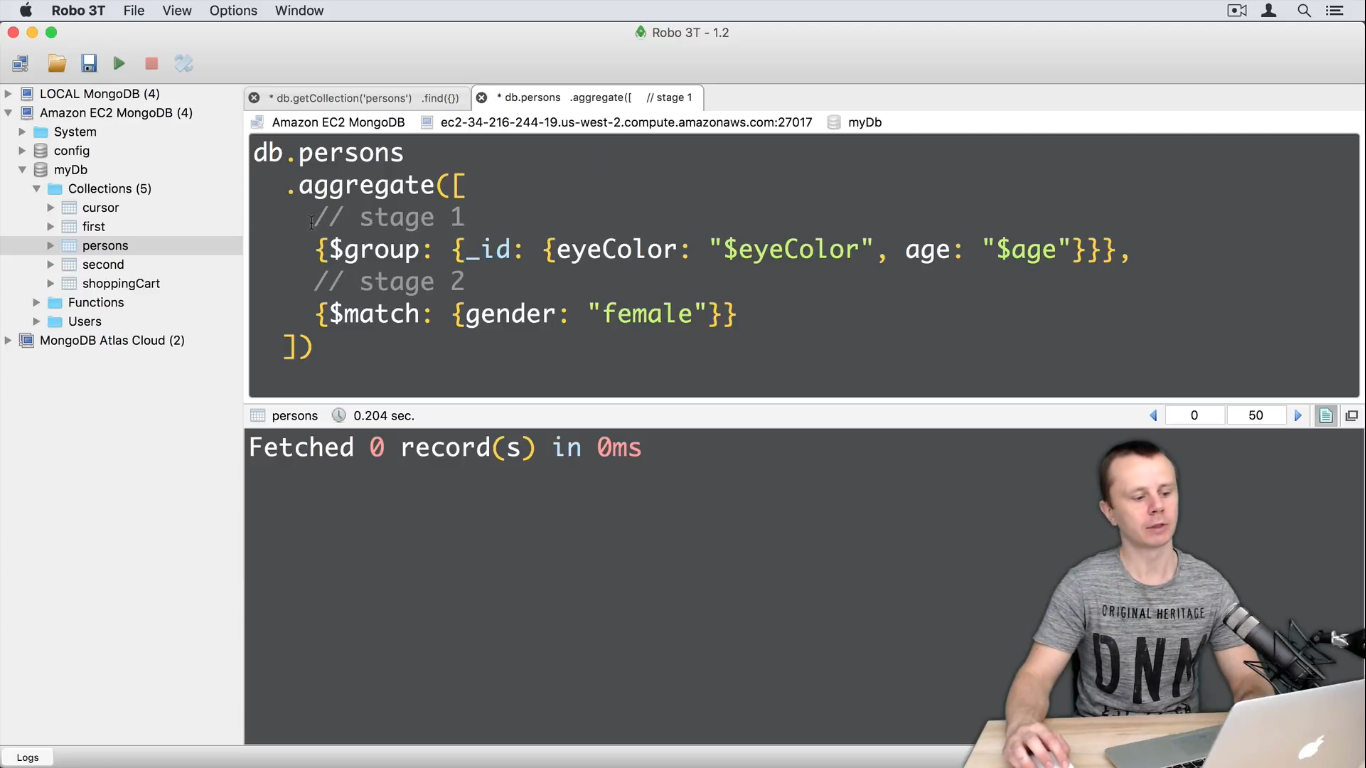 Robo 3T File View Options Window
Robo 3T - 1.2
LOCAL MongoDB (4)
Amazon EC2 MongoDB (4)
System
config
myDb
Collections (5)
cursor
first
persons
second
shoppingCart
Functions
Users
MongoDB Atlas Cloud (2)
* db.getCollection('persons') .find({})
* db.persons .aggregate([ // stage 1
Amazon EC2 MongoDB ec2-34-216-244-19.us-west-2.compute.amazonaws.com:27017 myDb
db.persons
.aggregate([
// stage 1
{$group: {_id: {eyeColor: "$eyeColor", age: "$age"}}},
// stage 2
{$match: {gender: "female"}}
])
persons 0.204 sec. 0 50
Fetched 0 record(s) in 0ms
ORIGINAL HERITAGE
DNM
Logs